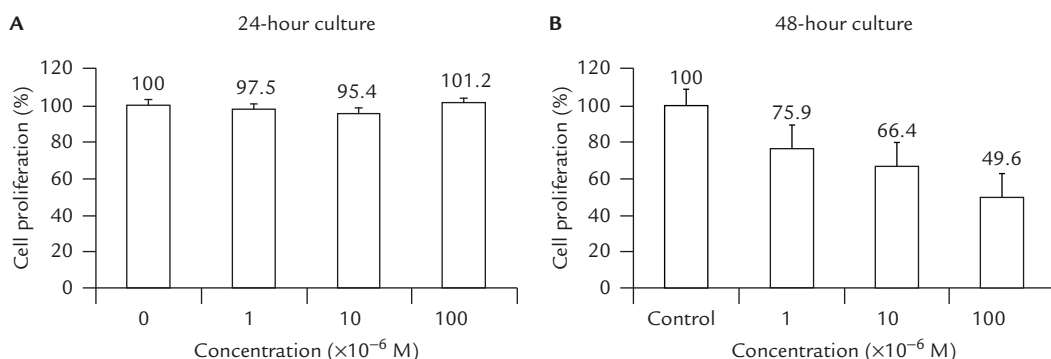 A 24-hour culture
Cell proliferation (%)
120
100
80
60
40
20
0
100
97.5
95.4
101.2
0 1 10 100
Concentration (×10⁻⁶ M)
B 48-hour culture
Cell proliferation (%)
120
100
80
60
40
20
0
100
75.9
66.4
49.6
Control 1 10 100
Concentration (×10⁻⁶ M)